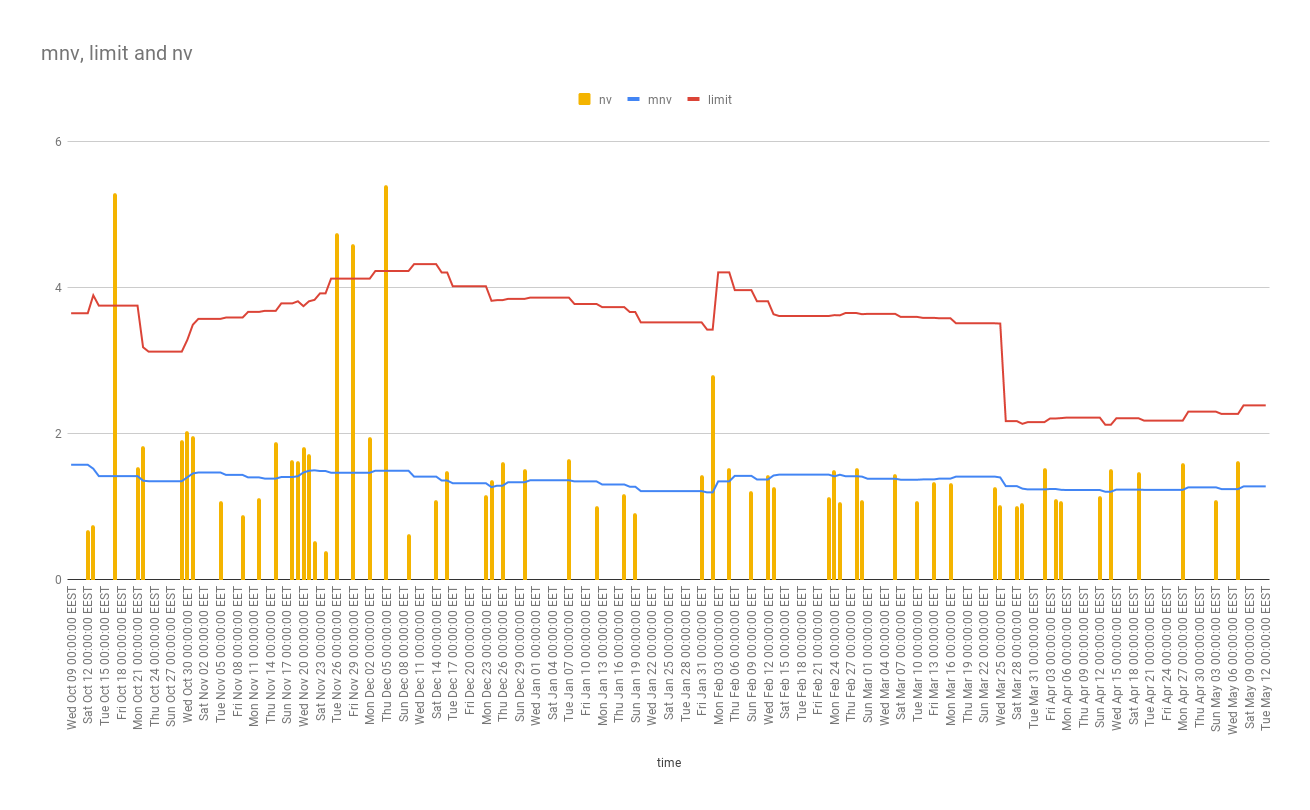 mnv, limit and nv
nv mnv limit
6
4
2
0
Wed Oct 09 00:00:00 EEST
Sat Oct 12 00:00:00 EEST
Tue Oct 15 00:00:00 EEST
Fri Oct 18 00:00:00 EEST
Mon Oct 21 00:00:00 EEST
Thu Oct 24 00:00:00 EEST
Sun Oct 27 00:00:00 EEST
Wed Oct 30 00:00:00 EET
Sat Nov 02 00:00:00 EET
Tue Nov 05 00:00:00 EET
Fri Nov 08 00:00:00 EET
Mon Nov 11 00:00:00 EET
Thu Nov 14 00:00:00 EET
Sun Nov 17 00:00:00 EET
Wed Nov 20 00:00:00 EET
Sat Nov 23 00:00:00 EET
Tue Nov 26 00:00:00 EET
Fri Nov 29 00:00:00 EET
Mon Dec 02 00:00:00 EET
Thu Dec 05 00:00:00 EET
Sun Dec 08 00:00:00 EET
Wed Dec 11 00:00:00 EET
Sat Dec 14 00:00:00 EET
Tue Dec 17 00:00:00 EET
Fri Dec 20 00:00:00 EET
Mon Dec 23 00:00:00 EET
Thu Dec 26 00:00:00 EET
Sun Dec 29 00:00:00 EET
Wed Jan 01 00:00:00 EET
Sat Jan 04 00:00:00 EET
Tue Jan 07 00:00:00 EET
Fri Jan 10 00:00:00 EET
Mon Jan 13 00:00:00 EET
Thu Jan 16 00:00:00 EET
Sun Jan 19 00:00:00 EET
Wed Jan 22 00:00:00 EET
Sat Jan 25 00:00:00 EET
Tue Jan 28 00:00:00 EET
Fri Jan 31 00:00:00 EET
Mon Feb 03 00:00:00 EET
Thu Feb 06 00:00:00 EET
Sun Feb 09 00:00:00 EET
Wed Feb 12 00:00:00 EET
Sat Feb 15 00:00:00 EET
Tue Feb 18 00:00:00 EET
Fri Feb 21 00:00:00 EET
Mon Feb 24 00:00:00 EET
Thu Feb 27 00:00:00 EET
Sun Mar 01 00:00:00 EET
Wed Mar 04 00:00:00 EET
Sat Mar 07 00:00:00 EET
Tue Mar 10 00:00:00 EET
Fri Mar 13 00:00:00 EET
Mon Mar 16 00:00:00 EET
Thu Mar 19 00:00:00 EET
Sun Mar 22 00:00:00 EET
Wed Mar 25 00:00:00 EET
Sat Mar 28 00:00:00 EET
Tue Mar 31 00:00:00 EEST
Fri Apr 03 00:00:00 EEST
Mon Apr 06 00:00:00 EEST
Thu Apr 09 00:00:00 EEST
Sun Apr 12 00:00:00 EEST
Wed Apr 15 00:00:00 EEST
Sat Apr 18 00:00:00 EEST
Tue Apr 21 00:00:00 EEST
Fri Apr 24 00:00:00 EEST
Mon Apr 27 00:00:00 EEST
Thu Apr 30 00:00:00 EEST
Sun May 03 00:00:00 EEST
Wed May 06 00:00:00 EEST
Sat May 09 00:00:00 EEST
Tue May 12 00:00:00 EEST
time